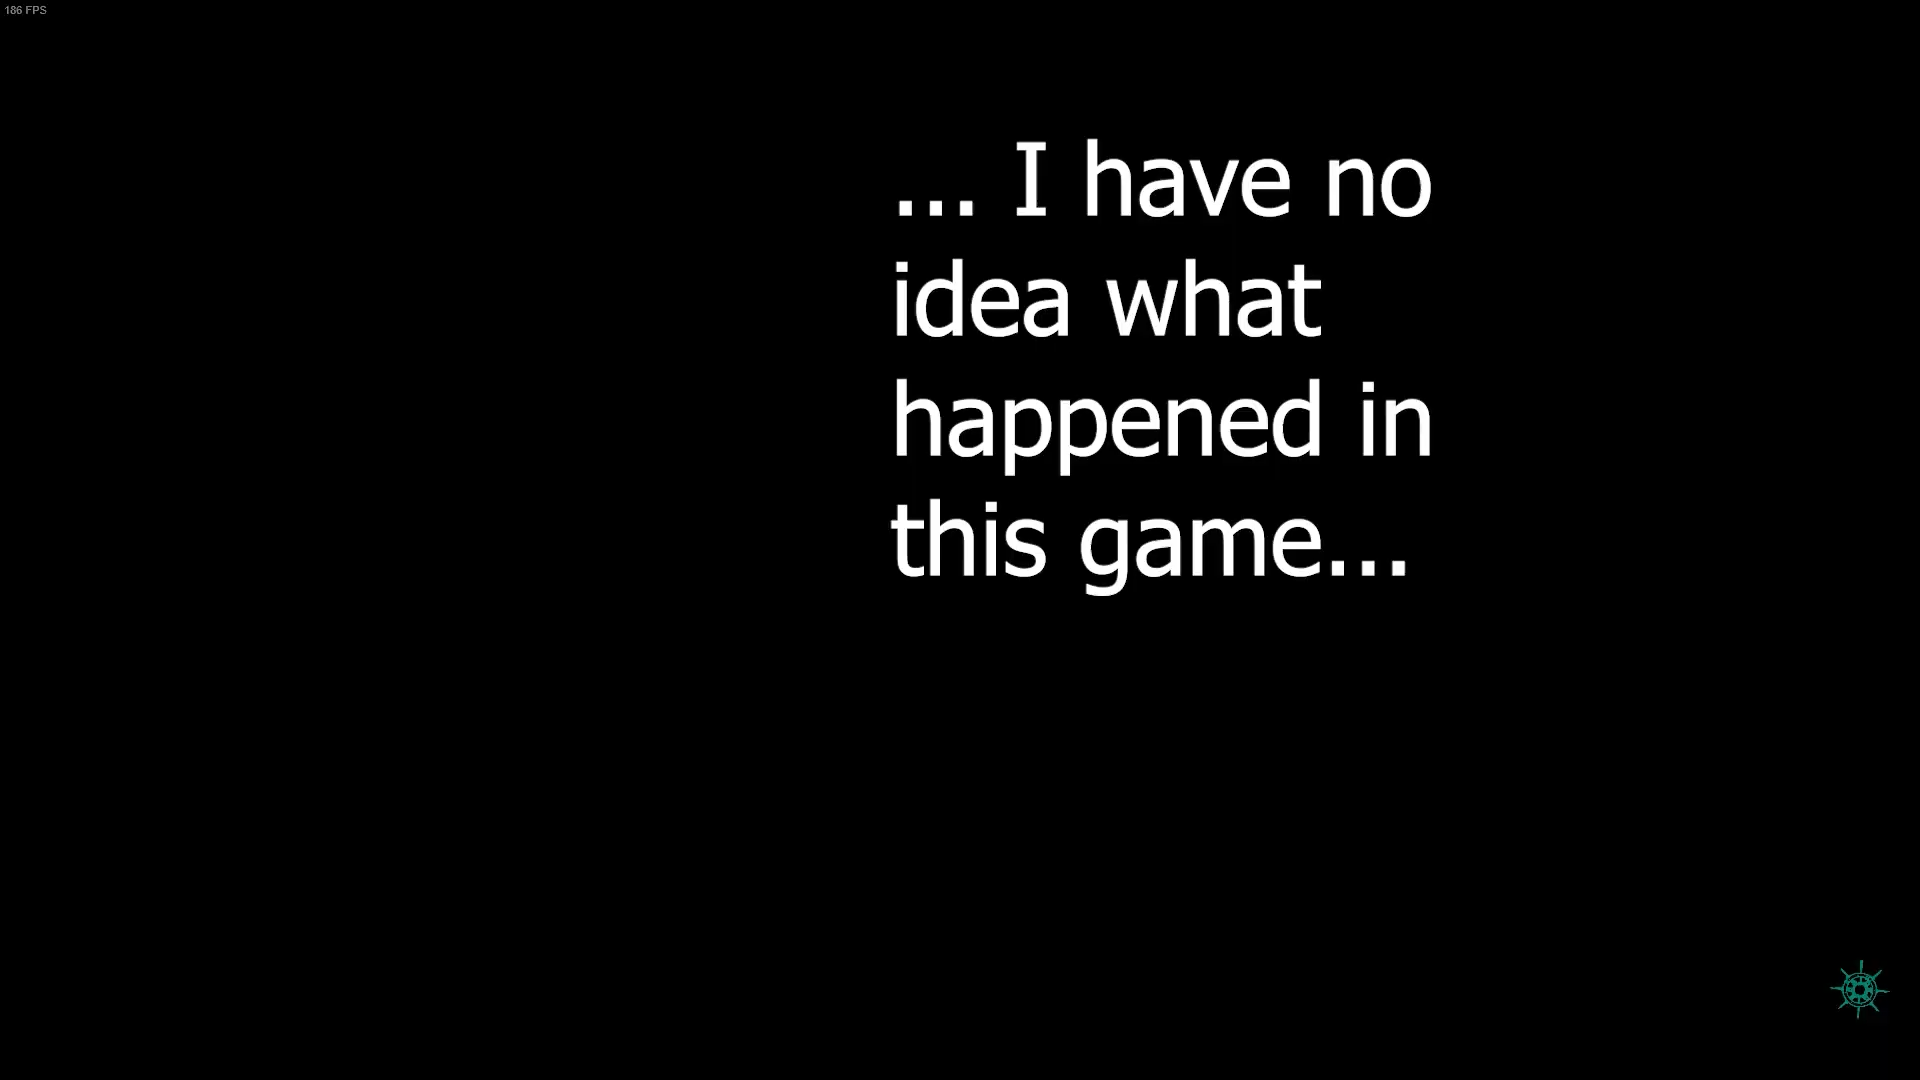 186 FPS
... I have no
idea what
happened in
this game...